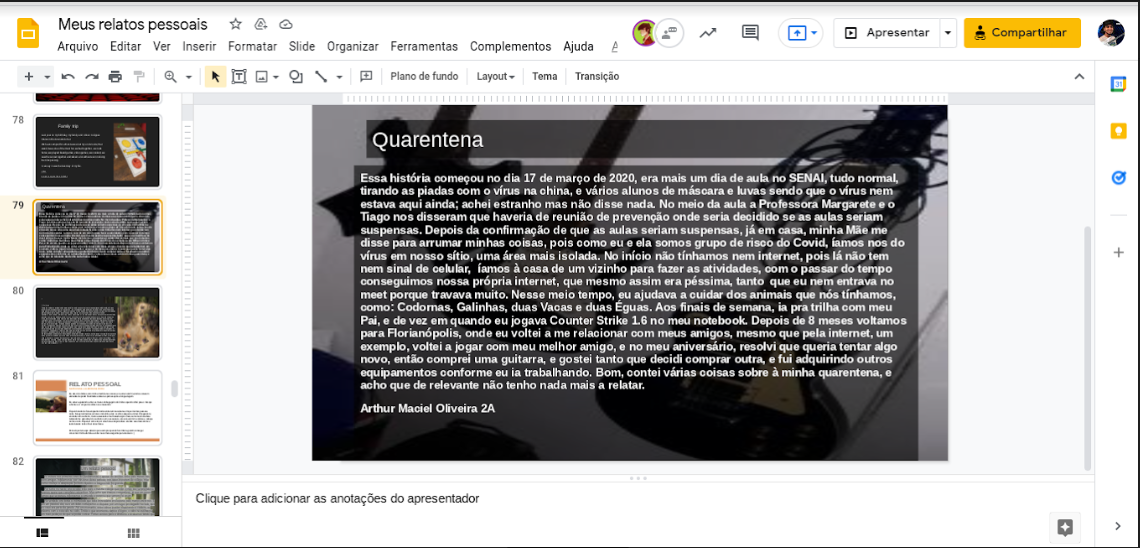 Meus relatos pessoais
Arquivo Editar Ver Inserir Formatar Slide Organizar Ferramentas Complementos Ajuda
Apresentar
Compartilhar
Plano de fundo Layout Tema Transição
31
78
Family trip
79
80
81
RELATO PESSOAL
82
Quarentena
Essa história começou no dia 17 de março de 2020, era mais um dia de aula no SENAI, tudo normal,
tirando as piadas com o vírus na china, e vários alunos de máscara e luvas sendo que o vírus nem
estava aqui ainda; achei estranho mas não disse nada. No meio da aula a Professora Margarete e o
Tiago nos disseram que haveria de reunião de prevenção onde seria decidido se as aulas seriam
suspensas. Depois da confirmação de que as aulas seriam suspensas, já em casa, minha Mãe me
disse para arrumar minhas coisas, pois como eu e ela somos grupo de risco do Covid, íamos nos do
vírus em nosso sítio, uma área mais isolada. No início não tínhamos nem internet, pois lá não tem
nem sinal de celular, íamos à casa de um vizinho para fazer as atividades, com o passar do tempo
conseguimos nossa própria internet, que mesmo assim era péssima, tanto que eu nem entrava no
meet porque travava muito. Nesse meio tempo, eu ajudava a cuidar dos animais que nós tínhamos,
como: Codornas, Galinhas, duas Vacas e duas Éguas. Aos finais de semana, ia pra trilha com meu
Pai, e de vez em quando eu jogava Counter Strike 1.6 no meu notebook. Depois de 8 meses voltamos
para Florianópolis, onde eu voltei a me relacionar com meus amigos, mesmo que pela internet, um
exemplo, voltei a jogar com meu melhor amigo, e no meu aniversário, resolvi que queria tentar algo
novo, então comprei uma guitarra, e gostei tanto que decidi comprar outra, e fui adquirindo outros
equipamentos conforme eu ia trabalhando. Bom, contei várias coisas sobre à minha quarentena, e
acho que de relevante não tenho nada mais a relatar.
Arthur Maciel Oliveira 2A
Clique para adicionar as anotações do apresentador